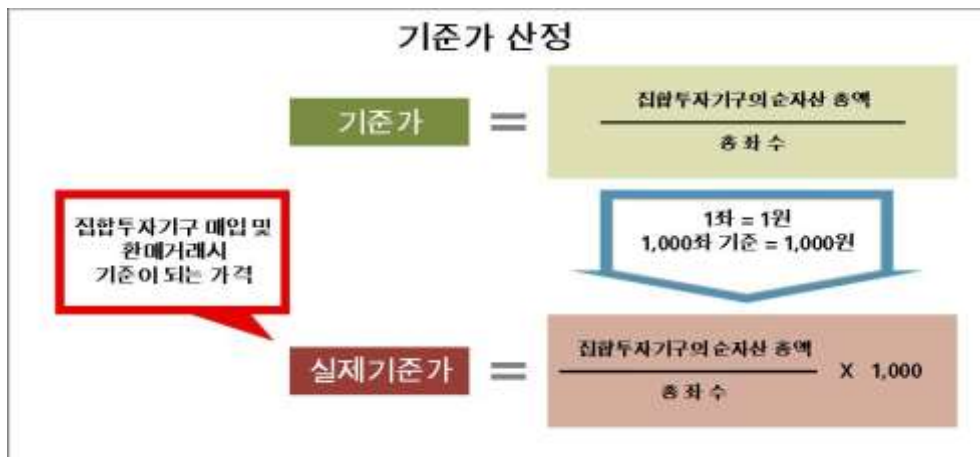 기준가 산정
기준가 =
집합투자기구의 순자산 총액
총 좌 수
집합투자기구 매입 및
환매거래시
기준이 되는 가격
1좌 = 1원
1,000좌 기준 = 1,000원
실제기준가 =
집합투자기구의 순자산 총액
총 좌 수
X 1,000